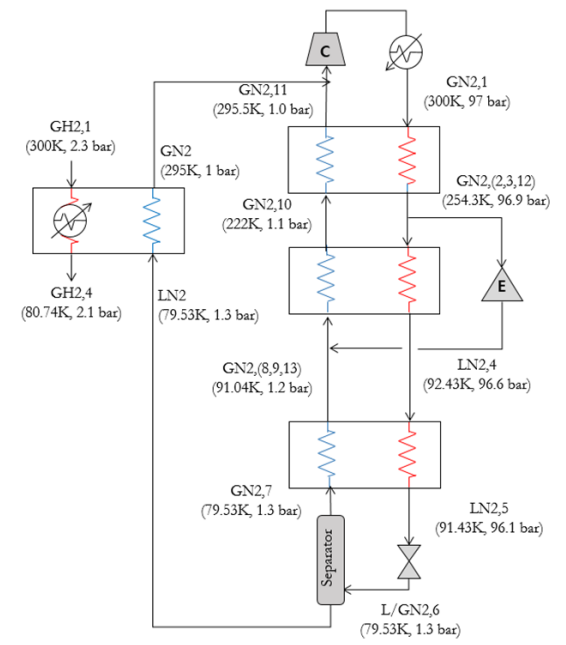 C
GN2,11
(295.5K, 1.0 bar)
GN2,1
(300K, 97 bar)
GH2,1
(300K, 2.3 bar)
GN2
(295K, 1 bar)
GN2,(2,3,12)
(254.3K, 96.9 bar)
GN2,10
(222K, 1.1 bar)
E
GH2,4
(80.74K, 2.1 bar)
LN2
(79.53K, 1.3 bar)
GN2,(8,9,13)
(91.04K, 1.2 bar)
LN2,4
(92.43K, 96.6 bar)
GN2,7
(79.53K, 1.3 bar)
LN2,5
(91.43K, 96.1 bar)
Separator
L/GN2,6
(79.53K, 1.3 bar)